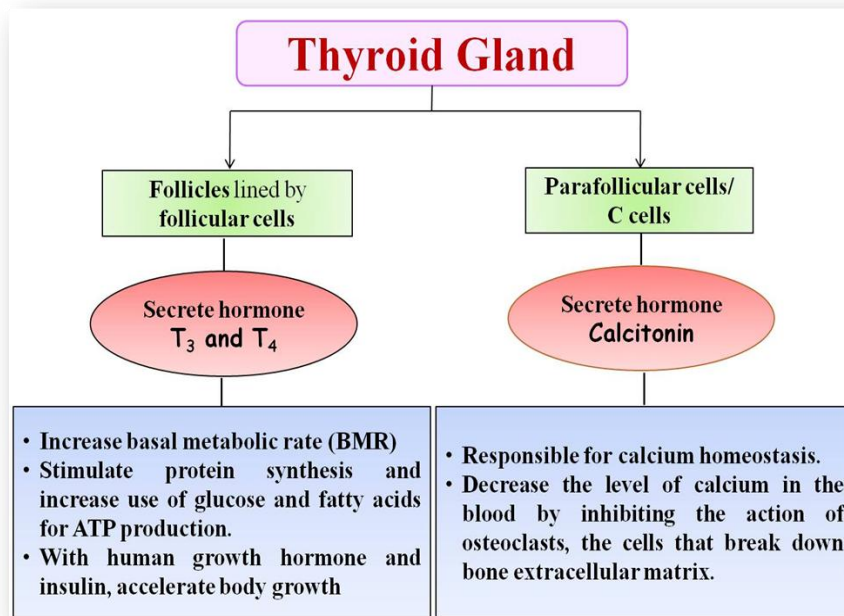 Thyroid Gland
Follicles lined by
follicular cells
Parafollicular cells/
C cells
Secrete hormone
T₃ and T₄
Secrete hormone
Calcitonin
• Increase basal metabolic rate (BMR)
• Stimulate protein synthesis and
increase use of glucose and fatty acids
for ATP production.
• With human growth hormone and
insulin, accelerate body growth
• Responsible for calcium homeostasis.
• Decrease the level of calcium in the
blood by inhibiting the action of
osteoclasts, the cells that break down
bone extracellular matrix.